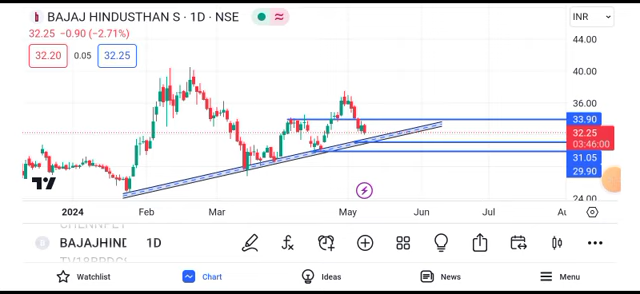 BAJAJ HINDUSTHAN S · 1D · NSE
INR
32.25 −0.90 (−2.71%)
32.20 0.05 32.25
44.00
40.00
36.00
33.90
32.25
03:46:00
31.05
29.90
24.00
2024 Feb Mar May Jun Jul
BAJAJHIND 1D
Watchlist Chart Ideas News Menu